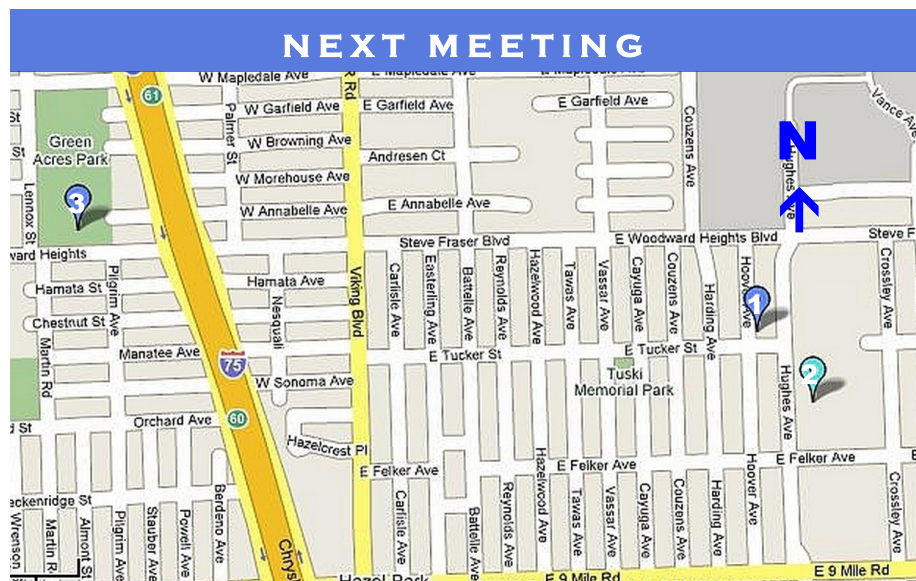 NEXT MEETING
W Mapledale Ave
R Rd
E Mapledale Ave
E Mapledale Ave
61
W Garfield Ave
E Garfield Ave
E Garfield Ave
Vance Ave
St
Palmer St
Couzens Ave
Green
Acres Park
W Browning Ave
N
St
Andresen Ct
Hughes Ave
W Morehouse Ave
Lennox St
3
W Annabelle Ave
E Annabelle Ave
Steve Fraser Blvd
E Woodward Heights Blvd
Steve F
ward Heights
Pilgrim Ave
Hamata Ave
Viking Blvd
Carlisle Ave
Easterling Ave
Battelle Ave
Reynolds Ave
Hazelwood Ave
Tawas Ave
Vassar Ave
Cayuga Ave
Couzens Ave
Harding Ave
Hoover Ave
Crossley Ave
Hamata St
Nesquali
1
Chestnut St
Manatee Ave
E Tucker St
E Tucker St
Martin Rd
75
W Sonoma Ave
Tuski
Memorial Park
2
Hughes Ave
60
Orchard Ave
d St
Hazelcrest Pl
E Felker Ave
E Felker Ave
E Felker Ave
E
eckenridge St
Wrenson
Martin R
Almont St
Pilgrim Ave
Stauber Ave
Powell Ave
Berdeno Ave
Chrysl
Carlisle Ave
Battelle Ave
Reynolds Ave
Hazelwood Ave
Tawas Ave
Vassar Ave
Cayuga Ave
Couzens Ave
Harding Ave
Hoover Ave
Crossley Ave
Hazel Park
E 9 Mile Rd
E 9 Mile Rd